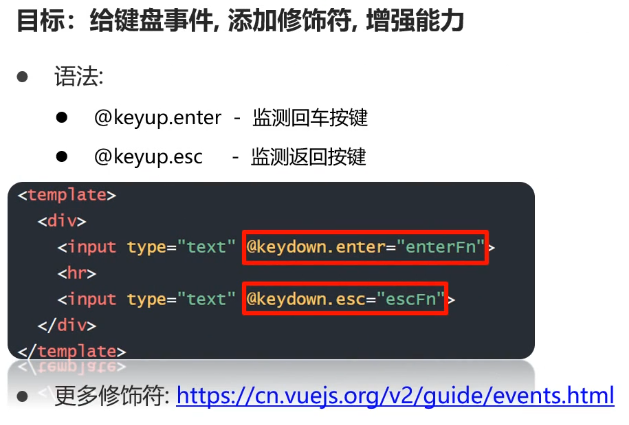 目标：给键盘事件, 添加修饰符, 增强能力
● 语法:
● @keyup.enter - 监测回车按键
● @keyup.esc - 监测返回按键
<template>
<div>
<input type="text" @keydown.enter="enterFn">
<hr>
<input type="text" @keydown.esc="escFn">
</div>
</template>
● 更多修饰符: https://cn.vuejs.org/v2/guide/events.html